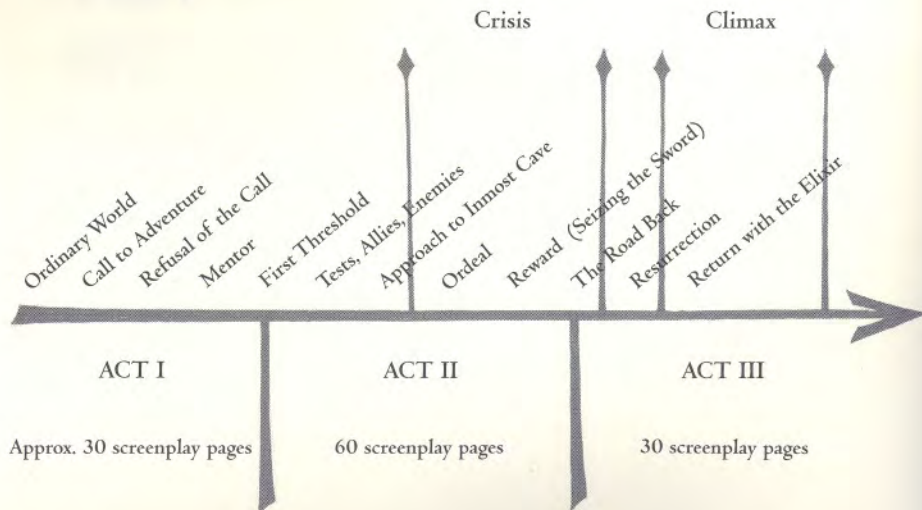 Crisis
Climax
Ordinary World
Call to Adventure
Refusal of the Call
Mentor
First Threshold
Tests, Allies, Enemies
Approach to Inmost Cave
Ordeal
Reward (Seizing the Sword)
The Road Back
Resurrection
Return with the Elixir
ACT I
ACT II
ACT III
Approx. 30 screenplay pages
60 screenplay pages
30 screenplay pages